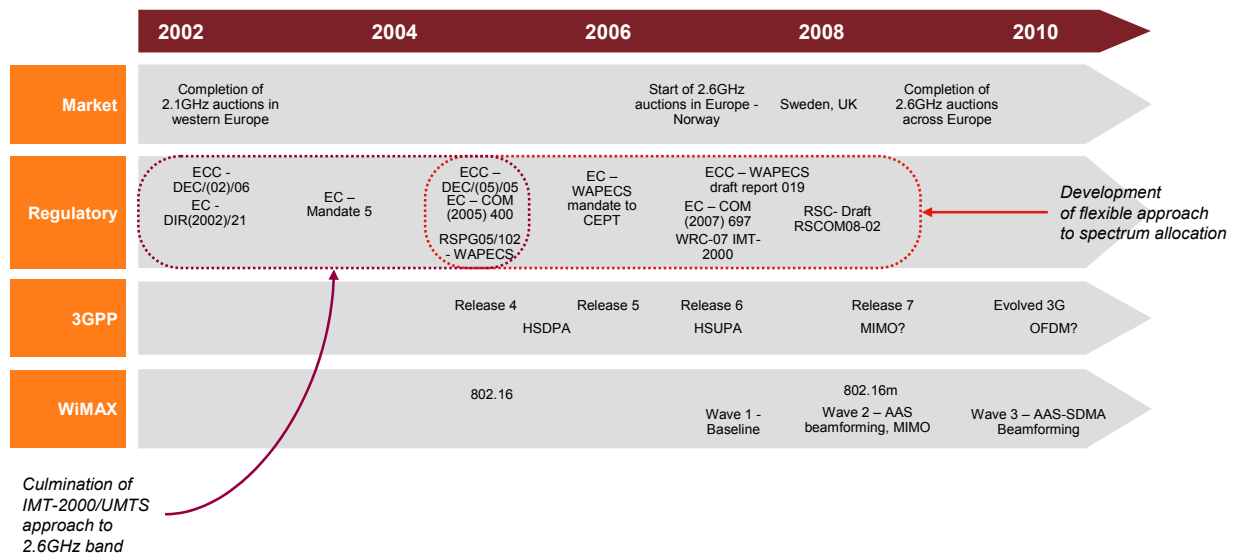 2002 2004 2006 2008 2010
Market
Completion of
2.1GHz auctions in
western Europe
Start of 2.6GHz
auctions in Europe -
Norway
Sweden, UK
Completion of
2.6GHz auctions
across Europe
Regulatory
ECC -
DEC/(02)/06
EC -
DIR(2002)/21
EC –
Mandate 5
ECC –
DEC/(05)/05
EC – COM
(2005) 400
RSPG05/102
- WAPECS
EC –
WAPECS
mandate to
CEPT
ECC – WAPECS
draft report 019
EC – COM
(2007) 697
WRC-07 IMT-
2000
RSC- Draft
RSCOM08-02
Development
of flexible approach
to spectrum allocation
3GPP
Release 4
HSDPA
Release 5
Release 6
HSUPA
Release 7
MIMO?
Evolved 3G
OFDM?
WiMAX
802.16
Wave 1 -
Baseline
802.16m
Wave 2 – AAS
beamforming, MIMO
Wave 3 – AAS-SDMA
Beamforming
Culmination of
IMT-2000/UMTS
approach to
2.6GHz band